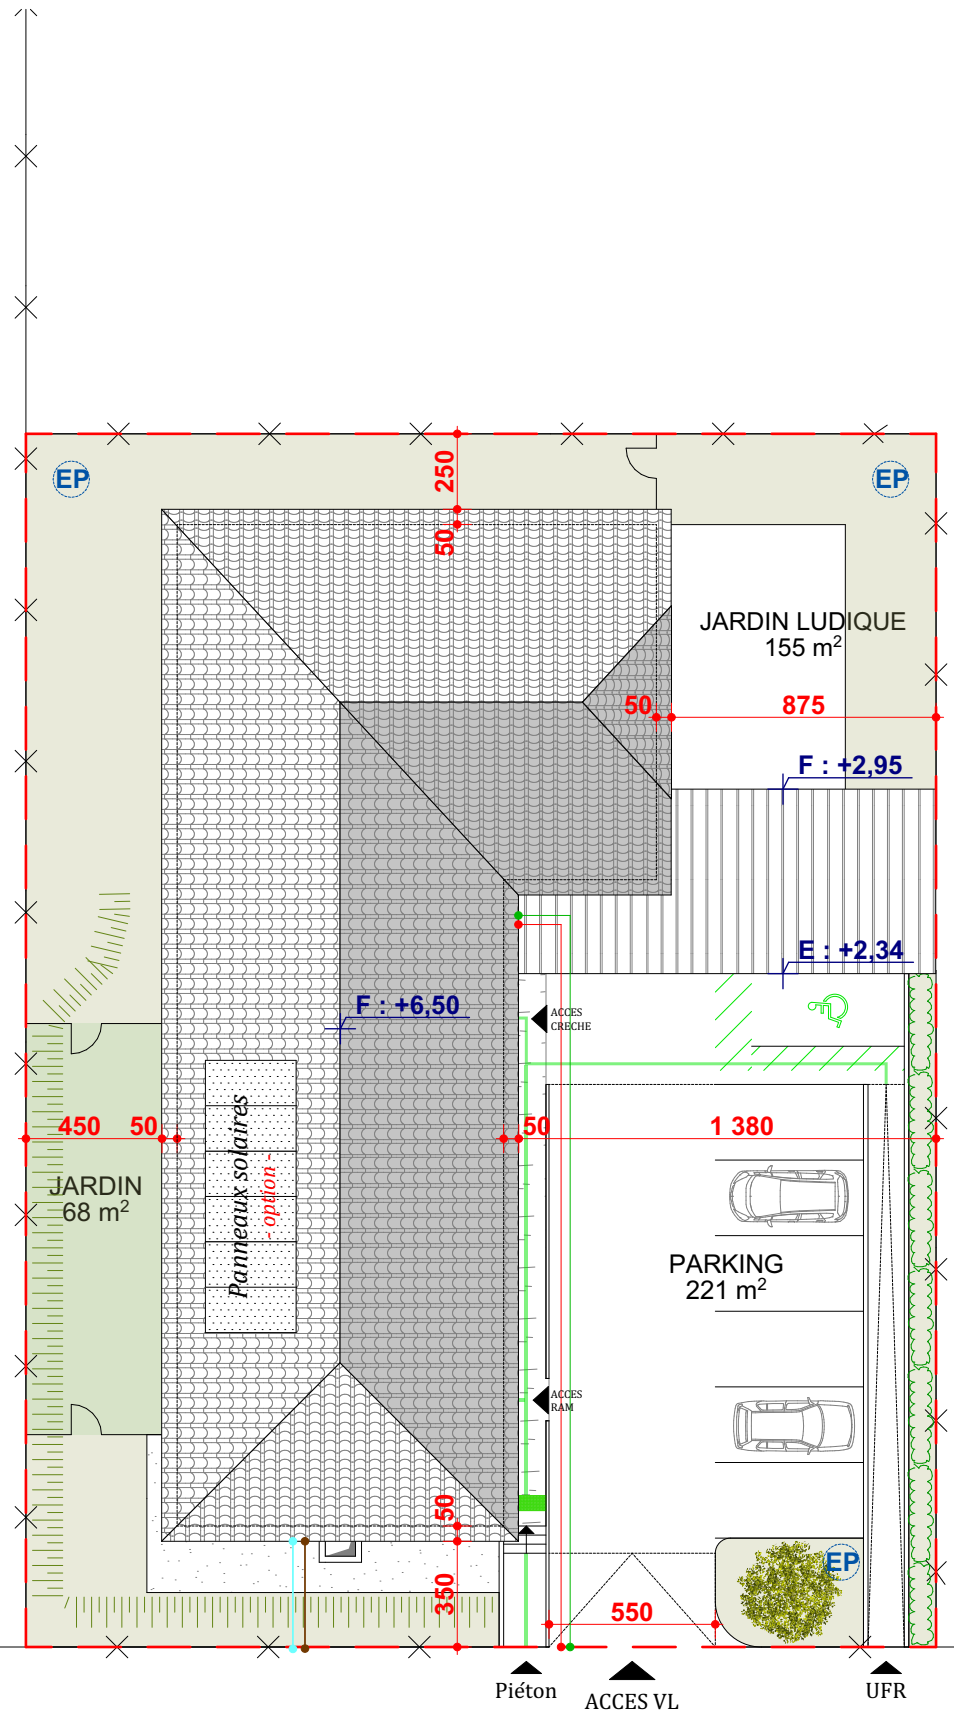 250
EP
EP
50
JARDIN LUDIQUE
155 m²
50
875
F : +2,95
E : +2,34
F : +6,50
ACCES
CRECHE
450
50
50
1 380
Panneaux solaires
- option -
JARDIN
68 m²
PARKING
221 m²
ACCES
RAM
50
EP
350
550
Piéton
ACCES VL
UFR